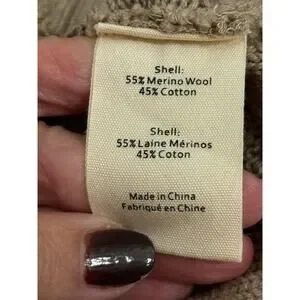 Shell:
55% Merino Wool
45% Cotton
Shell:
55% Laine Mérinos
45% Coton
Made in China
Fabriqué en Chine